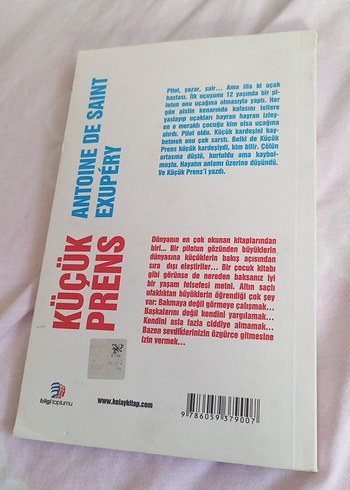 Pilot, yazar, şair... Ama illa ki uçak
hastası. İlk uçuşunu 12 yaşında bir pi-
lotun onu uçağına almasıyla yaptı. Her
gün pistin kenarında kafasını tellere
yaslayıp uçakları hayran hayran izley-
en o meraklı çocuğu kim olsa uçağına
alırdı. Pilot oldu. Küçük kardeşini kay-
betmek onu çok sarstı. Belki de Küçük
Prens küçük kardeşiydi, kim bilir. Çölün
ortasına düştü, kurtuldu ama kaybol-
muştu. Hayatın anlamı üzerine düşündü.
Ve Küçük Prens'i yazdı.
ANTOINE DE SAINT
EXUPÉRY
KÜÇÜK
PRENS
Dünyanın en çok okunan kitaplarından
biri... Bir pilotun gözünden büyüklerin
dünyasına küçüklerin bakış açısından
sıra dışı eleştiriler... Bir çocuk kitabı
gibi görünse de nereden baksanız iyi
bir yaşam felsefesi metni. Altın saçlı
ufaklıktan büyüklerin öğrendiği çok şey
var: Bakmaya değil görmeye çalışmak...
Başkalarını değil kendini yargılamak...
Kendini asla fazla ciddiye almamak...
Bazen sevdiklerinizin özgürce gitmesine
izin vermek...
bilgi toplumu
www.kolaykitap.com
9 786059 379007